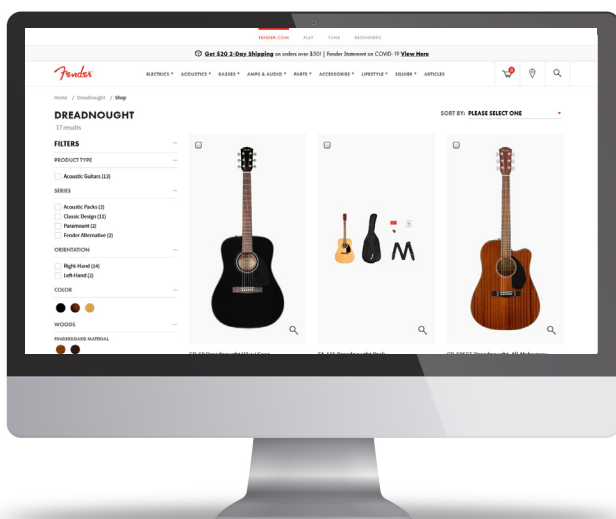 FENDER.COM PLAY TUNE BEGINNERS
Get $20 2-Day Shipping on orders over $50! | Fender Statement on COVID-19 View Here
Fender
ELECTRICS ACOUSTICS BASSES AMPS & AUDIO PARTS ACCESSORIES LIFESTYLE SQUIER ARTICLES
0
Home / Dreadnought / Shop
DREADNOUGHT
SORT BY: PLEASE SELECT ONE
17 results
FILTERS
PRODUCT TYPE
Acoustic Guitars (13)
SERIES
Acoustic Packs (2)
Classic Design (11)
Paramount (2)
Fender Alternative (2)
ORIENTATION
Right-Hand (14)
Left-Hand (2)
COLOR
WOODS
FINGERBOARD MATERIAL